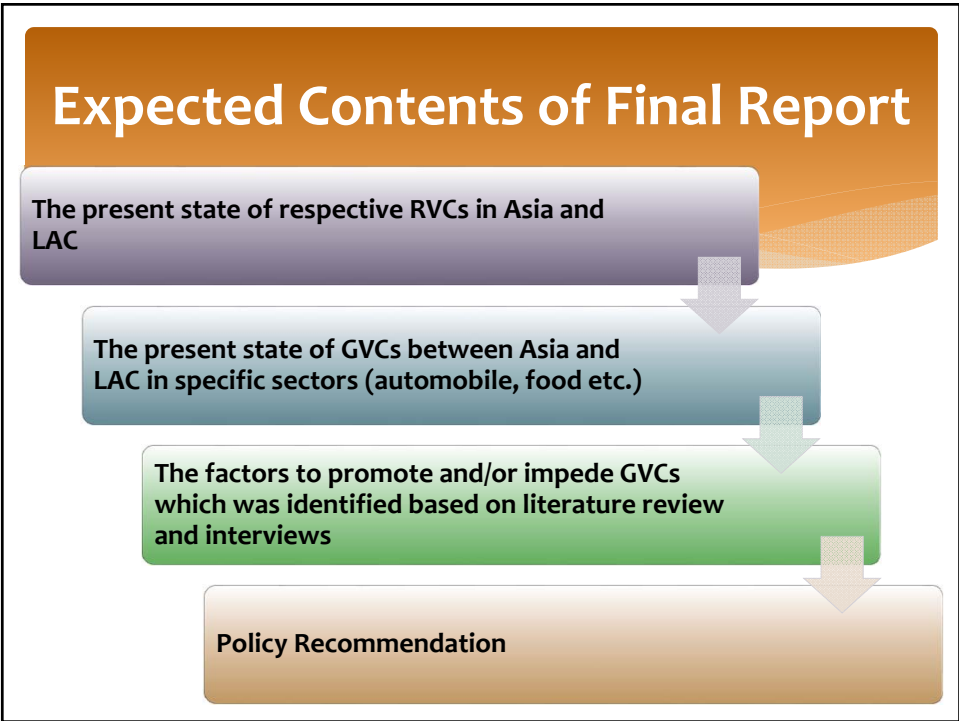 Expected Contents of Final Report
The present state of respective RVCs in Asia and
LAC
The present state of GVCs between Asia and
LAC in specific sectors (automobile, food etc.)
The factors to promote and/or impede GVCs
which was identified based on literature review
and interviews
Policy Recommendation